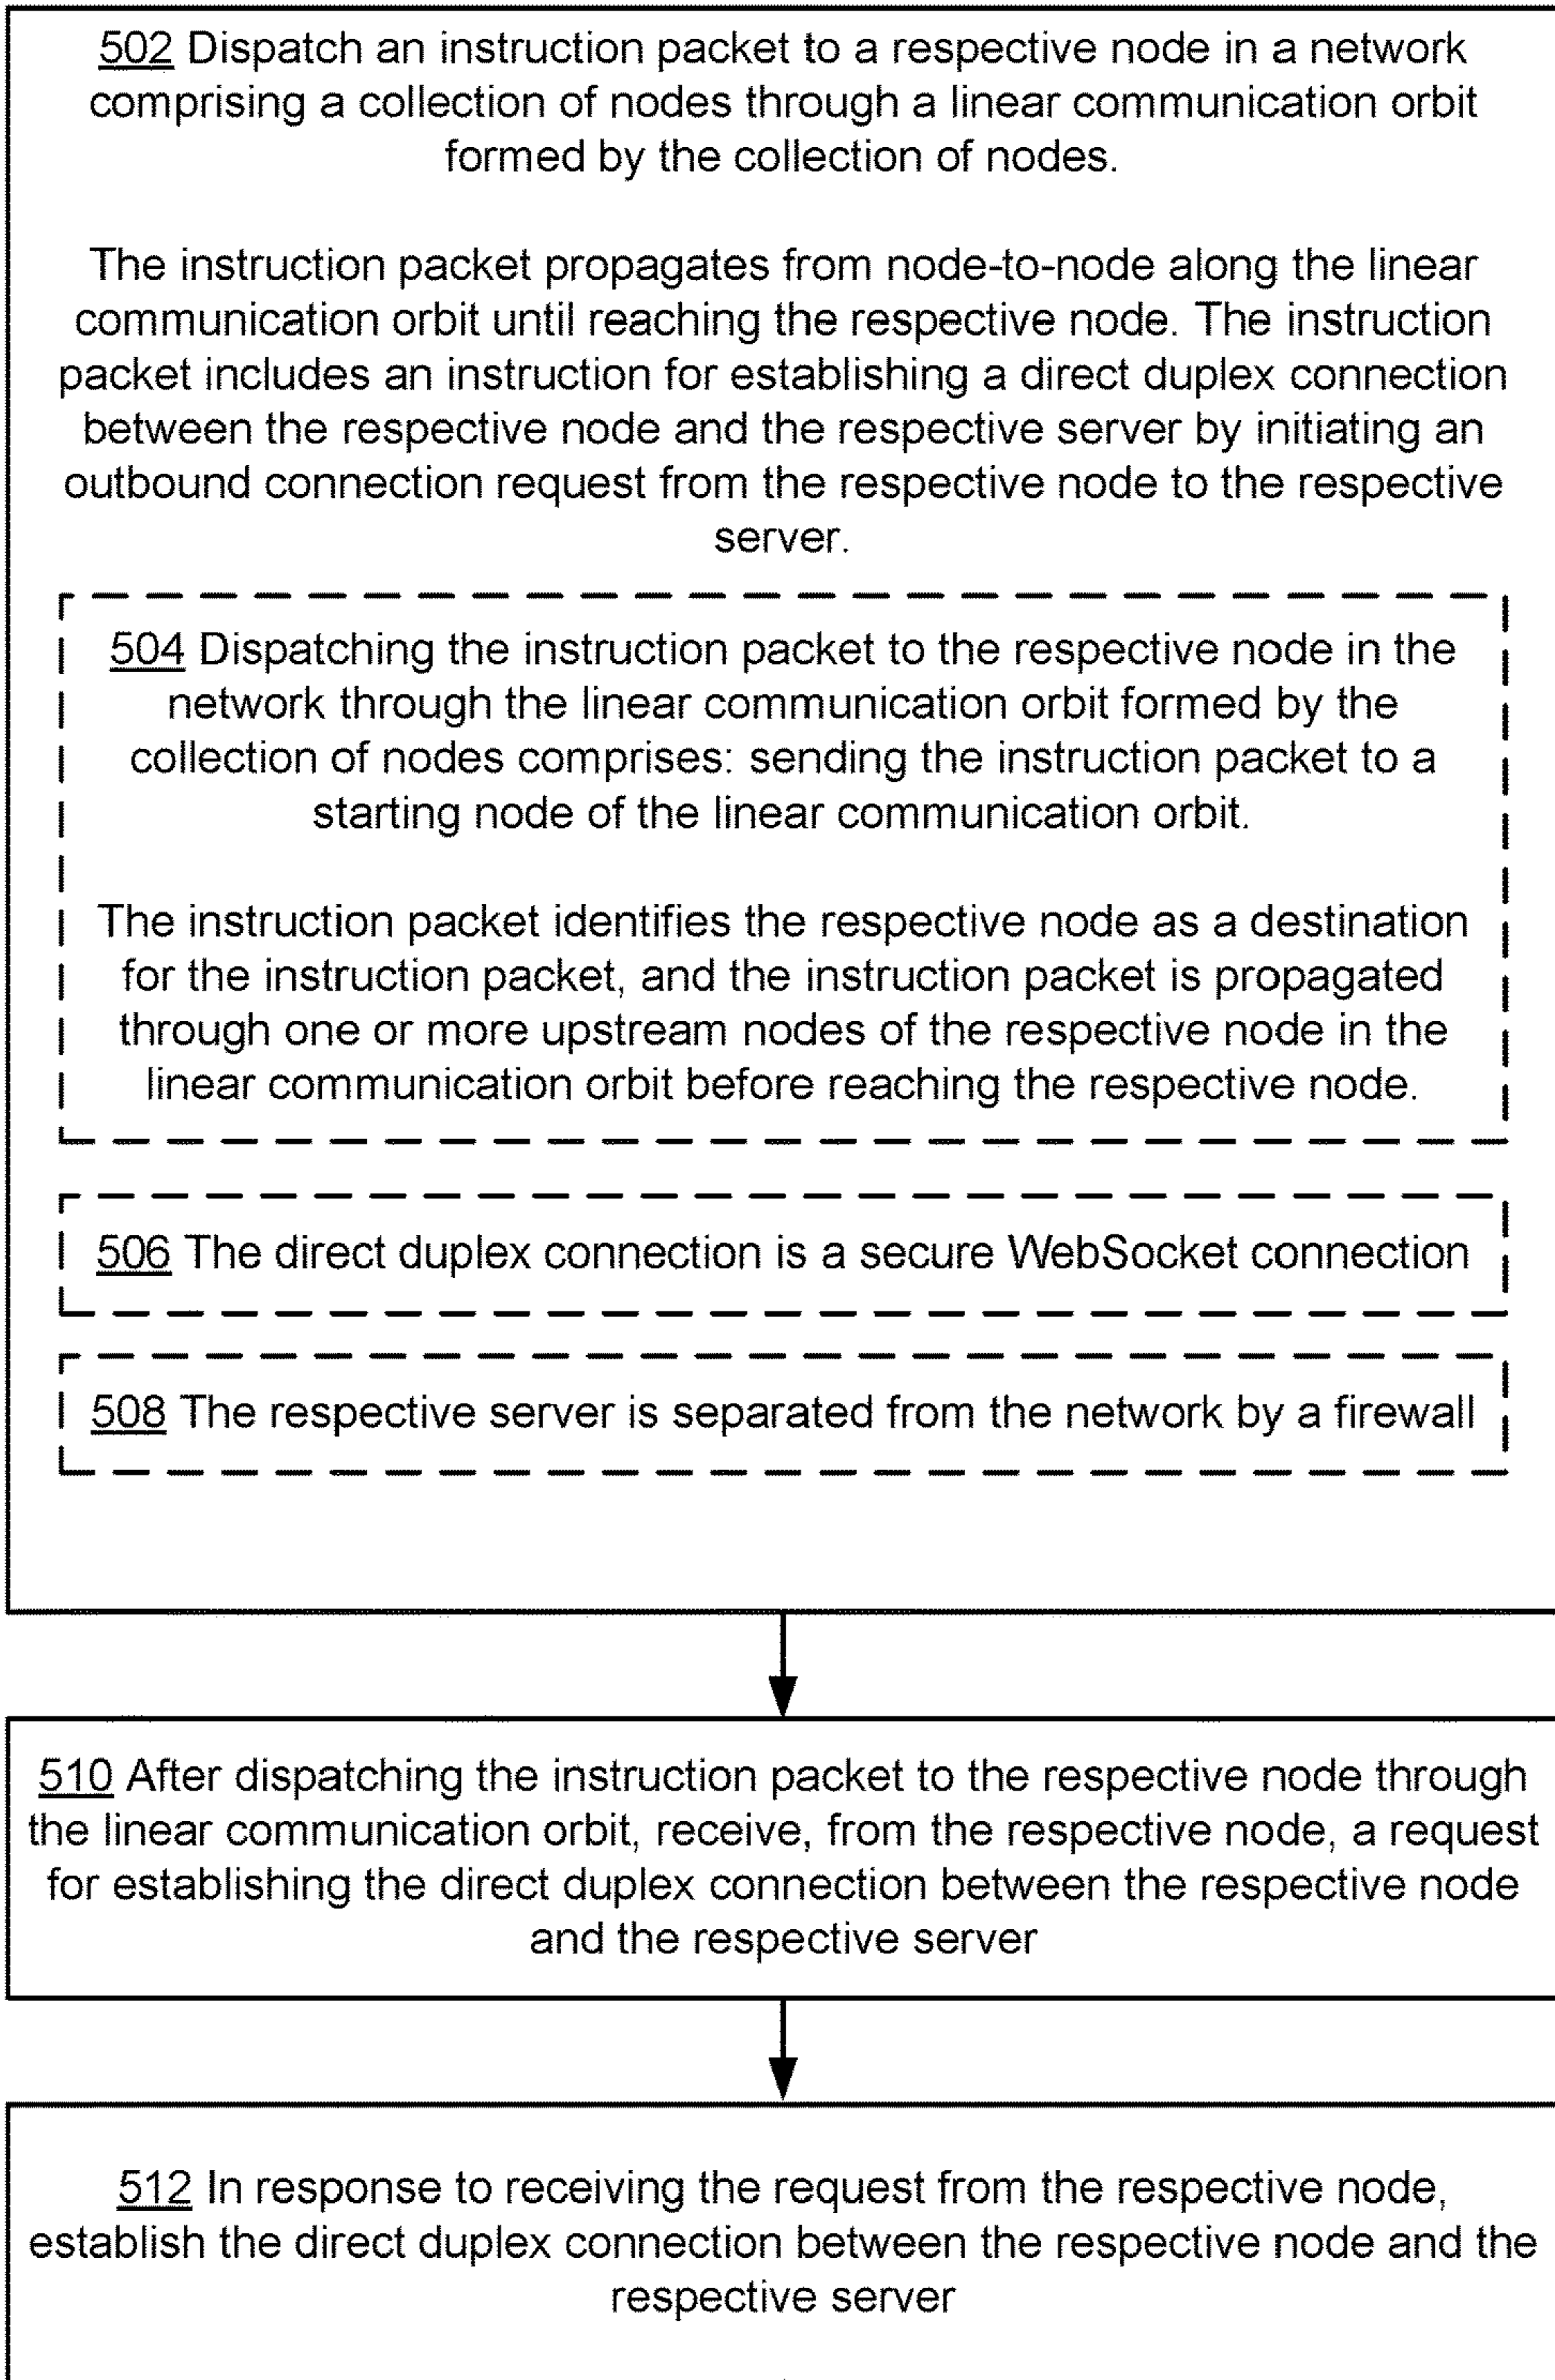 502 Dispatch an instruction packet to a respective node in a network
comprising a collection of nodes through a linear communication orbit
formed by the collection of nodes.
The instruction packet propagates from node-to-node along the linear
communication orbit until reaching the respective node. The instruction
packet includes an instruction for establishing a direct duplex connection
between the respective node and the respective server by initiating an
outbound connection request from the respective node to the respective
server.
504 Dispatching the instruction packet to the respective node in the
network through the linear communication orbit formed by the
collection of nodes comprises: sending the instruction packet to a
starting node of the linear communication orbit.
The instruction packet identifies the respective node as a destination
for the instruction packet, and the instruction packet is propagated
through one or more upstream nodes of the respective node in the
linear communication orbit before reaching the respective node.
506 The direct duplex connection is a secure WebSocket connection
508 The respective server is separated from the network by a firewall
510 After dispatching the instruction packet to the respective node through
the linear communication orbit, receive, from the respective node, a request
for establishing the direct duplex connection between the respective node
and the respective server
512 In response to receiving the request from the respective node,
establish the direct duplex connection between the respective node and the
respective server